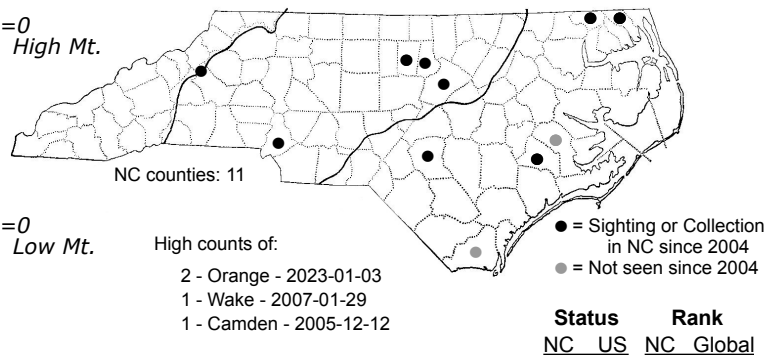 =0
High Mt.
NC counties: 11
=0
Low Mt.
High counts of:
2 - Orange - 2023-01-03
1 - Wake - 2007-01-29
1 - Camden - 2005-12-12
= Sighting or Collection
in NC since 2004
= Not seen since 2004
Status Rank
NC US NC Global